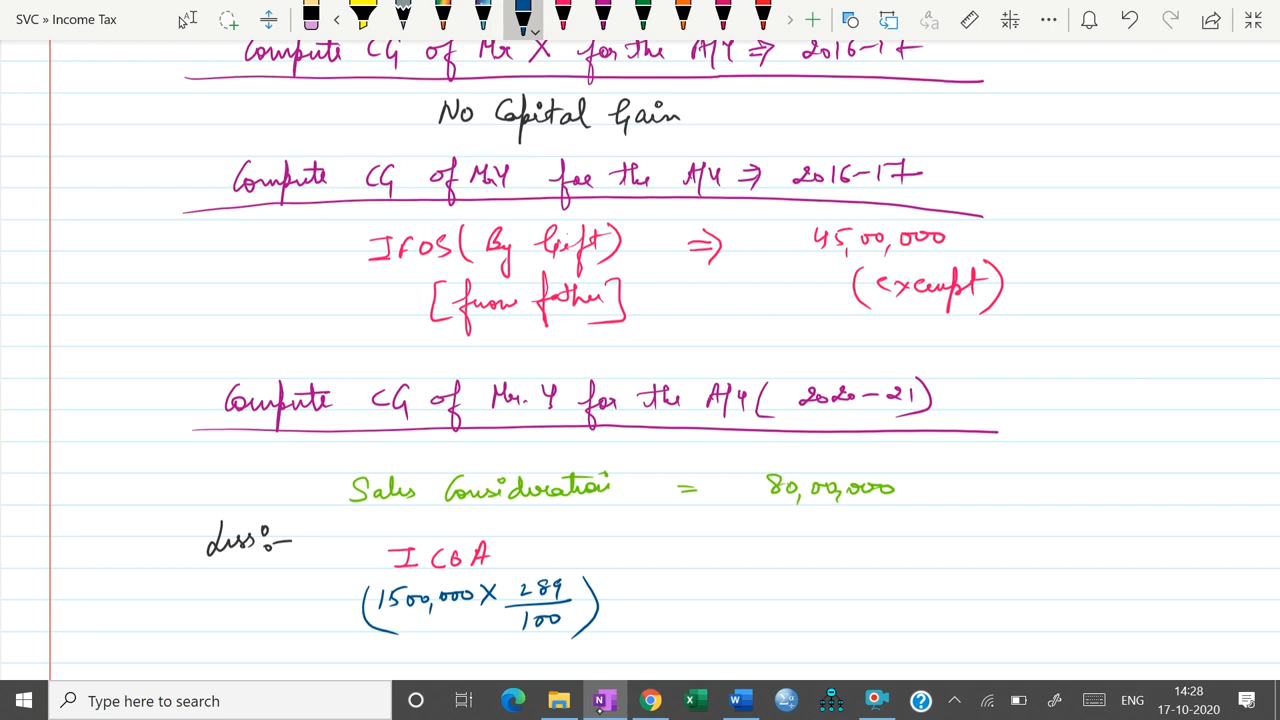 SVC » Income Tax
Compute CG of Mr X for the A/Y ⇒ 2016-17
No Capital Gain
Compute CG of Mr.Y for the A/Y ⇒ 2016-17
IFOS (By Gift) ⇒ 45,00,000
[from father] (exempt)
Compute CG of Mr. Y for the A/Y (2020-21)
Sales Consideration = 80,00,000
Less:-
ICOA
(1500,000 × 289/100)
Type here to search
ENG
14:28
17-10-2020